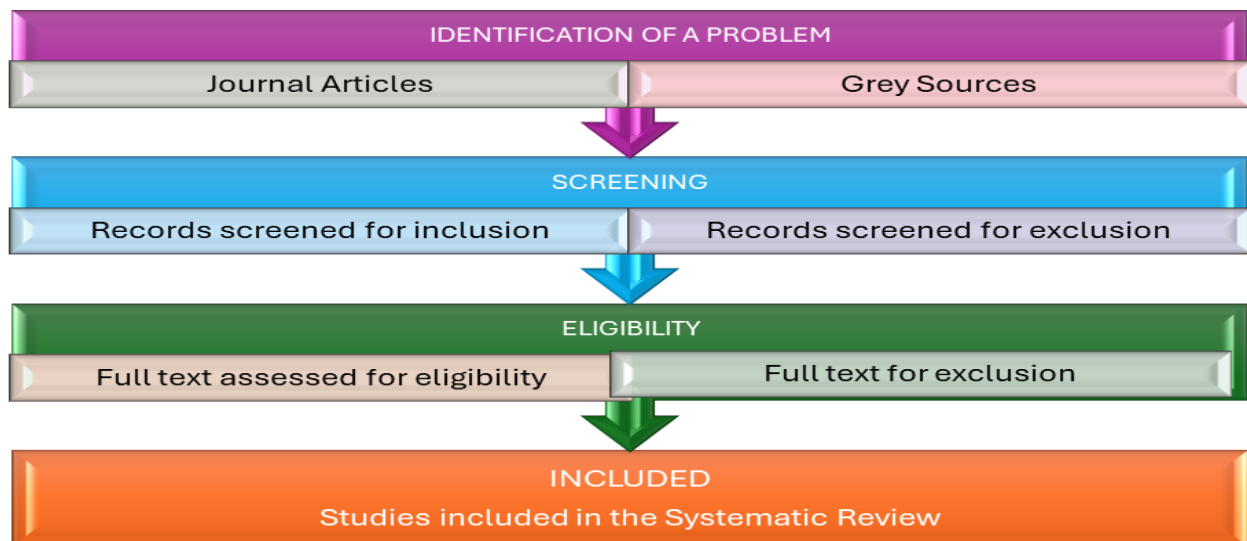 IDENTIFICATION OF A PROBLEM
Journal Articles
Grey Sources
SCREENING
Records screened for inclusion
Records screened for exclusion
ELIGIBILITY
Full text assessed for eligibility
Full text for exclusion
INCLUDED
Studies included in the Systematic Review